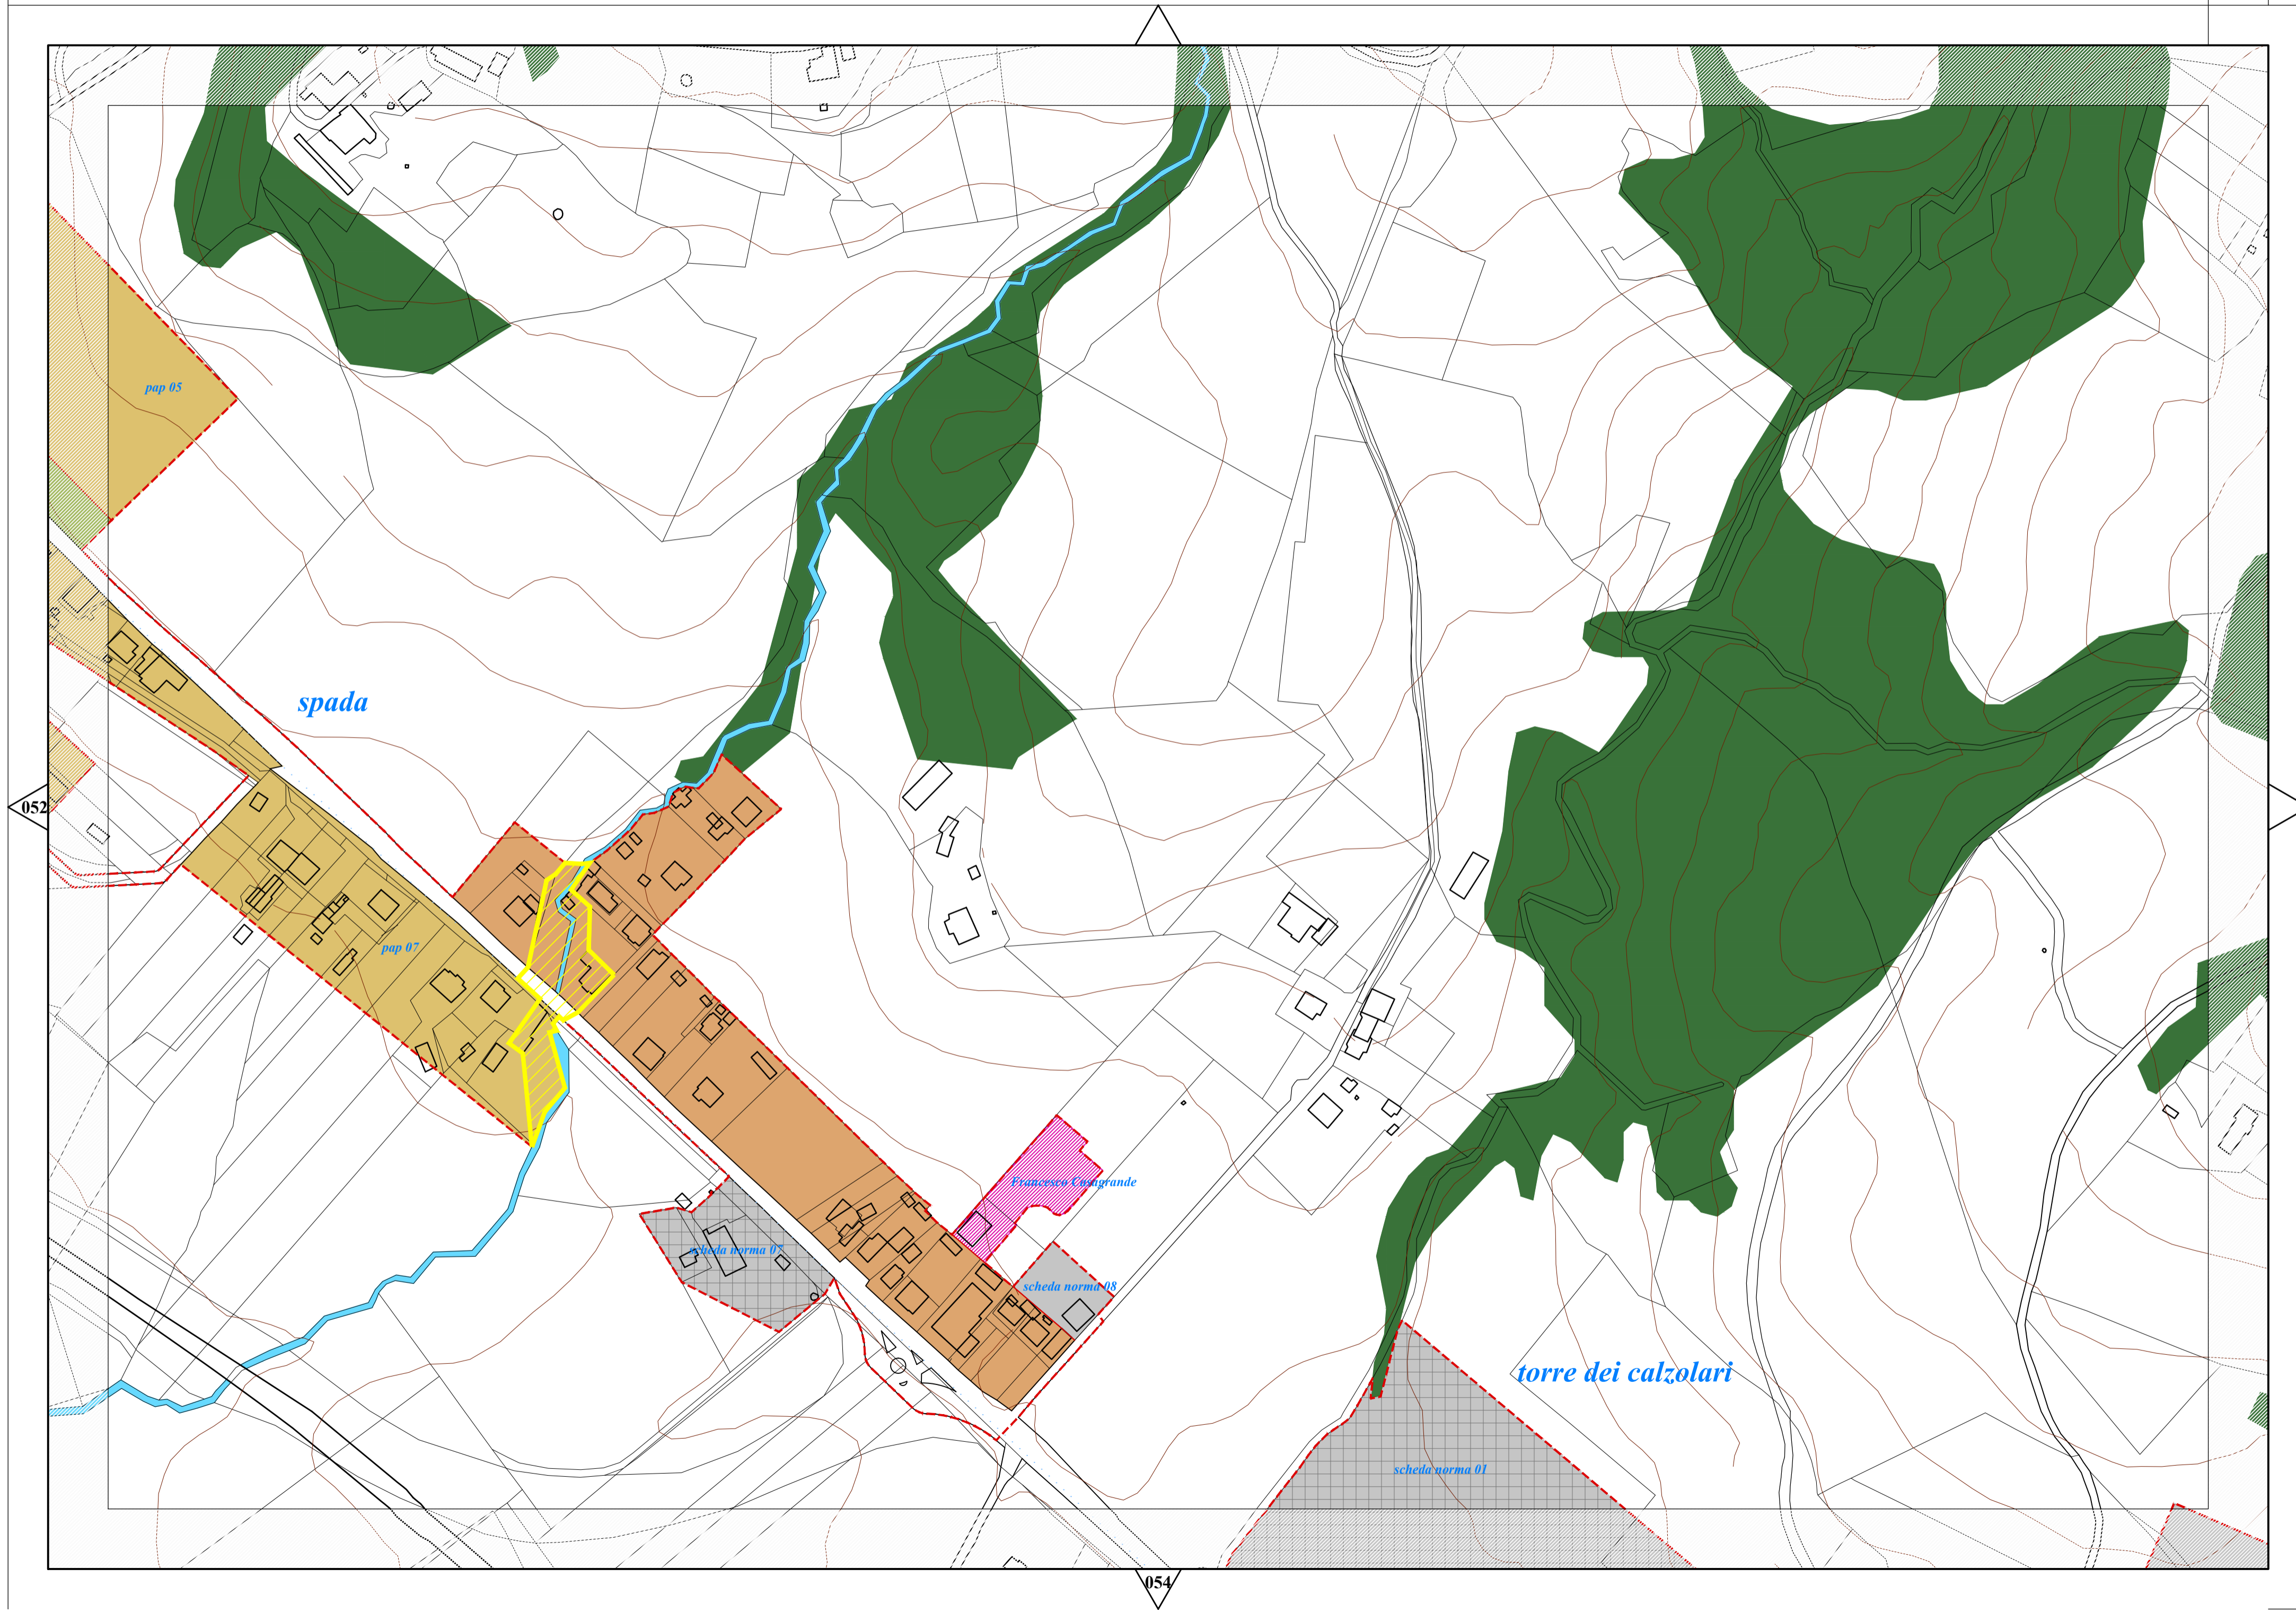 pap 05
spada
052
pap 07
Francesco Casagrande
scheda norma 07
scheda norma 08
torre dei calzolari
scheda norma 01
054